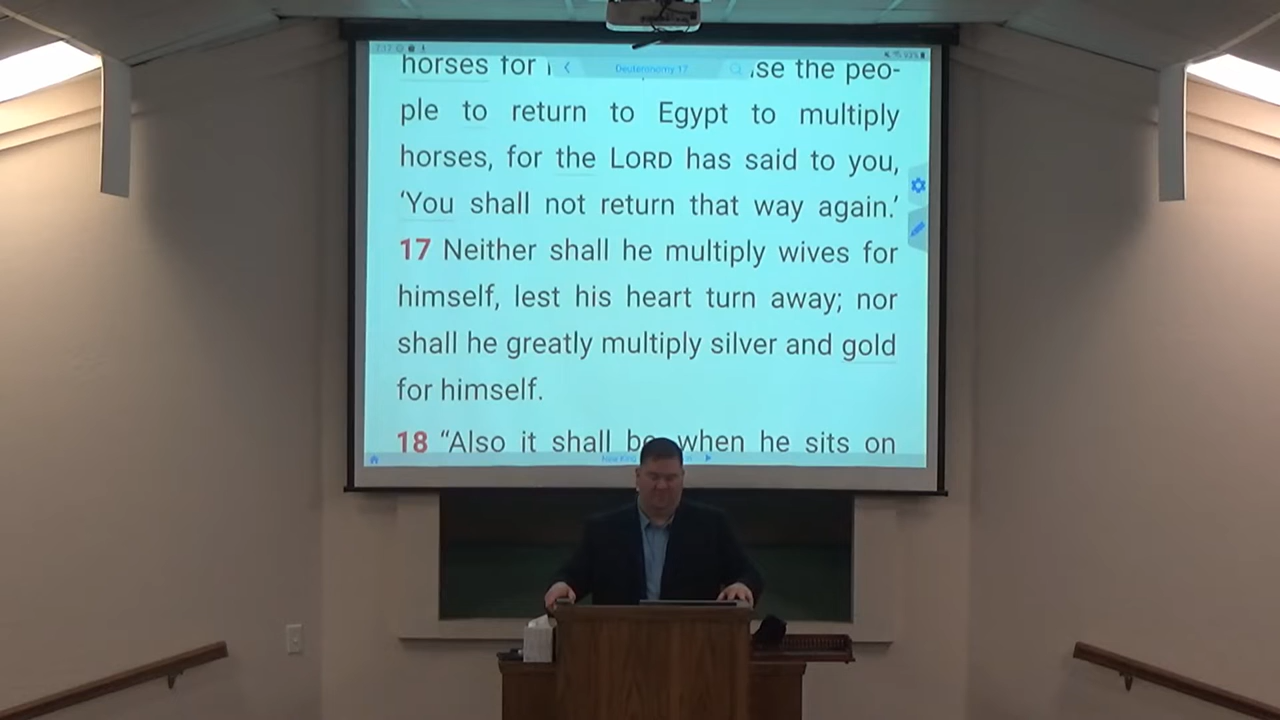 7:17
Deuteronomy 17
horses for
se the peo-
ple to return to Egypt to multiply
horses, for the LORD has said to you,
‘You shall not return that way again.’
17 Neither shall he multiply wives for
himself, lest his heart turn away; nor
shall he greatly multiply silver and gold
for himself.
18 “Also it shall be, when he sits on